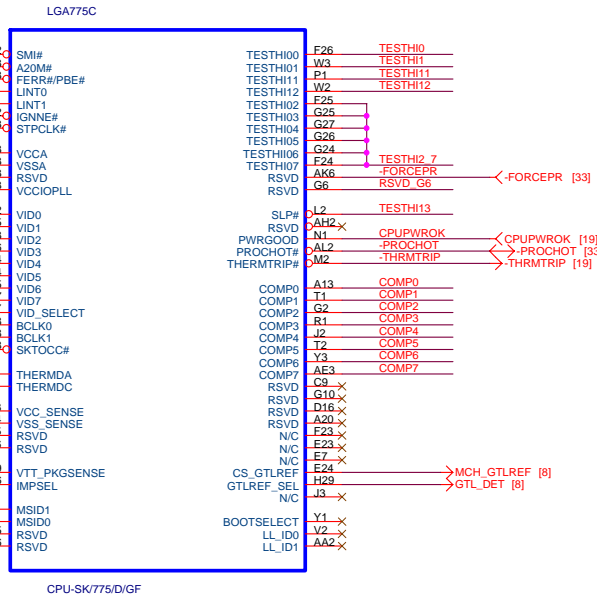 LGA775C
SMI# TESTHI00 F26 TESTHI0
A20M# TESTHI01 W3 TESTHI1
FERR#/PBE# TESTHI11 P1 TESTHI11
LINT0 TESTHI12 W2 TESTHI12
LINT1 TESTHI02 F25
IGNNE# TESTHI03 G25
STPCLK# TESTHI04 G27
TESTHI05 G26
VCCA TESTHI06 G24
VSSA TESTHI07 F24 TESTHI2_7
RSVD RSVD AK6 -FORCEPR -FORCEPR [33]
VCCIOPLL RSVD G6 RSVD_G6
VID0 SLP# L2 TESTHI13
VID1 RSVD AH2
VID2 PWRGOOD N1 CPUPWROK CPUPWROK [19]
VID3 PROCHOT# AL2 -PROCHOT -PROCHOT [33
VID4 THERMTRIP# M2 -THRMTRIP -THRMTRIP [19]
VID5
VID6 COMP0 A13 COMP0
VID7 COMP1 T1 COMP1
VID_SELECT COMP2 G2 COMP2
BCLK0 COMP3 R1 COMP3
BCLK1 COMP4 J2 COMP4
SKTOCC# COMP5 T2 COMP5
COMP6 Y3 COMP6
THERMDA COMP7 AE3 COMP7
THERMDC RSVD C9
RSVD G10
VCC_SENSE RSVD D16
VSS_SENSE RSVD A20
RSVD N/C F23
RSVD N/C E23
N/C E7
VTT_PKGSENSE CS_GTLREF E24 MCH_GTLREF [8]
IMPSEL GTLREF_SEL H29 GTL_DET [8]
N/C J3
MSID1
MSID0 BOOTSELECT Y1
RSVD LL_ID0 V2
RSVD LL_ID1 AA2
CPU-SK/775/D/GF